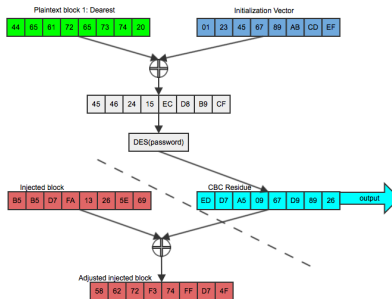 Plaintext block 1: Dearest
Initialization Vector
44 65 61 72 65 73 74 20
01 23 45 67 89 AB CD EF
45 46 24 15 EC D8 B9 CF
DES(password)
Injected block
CBC Residue
B5 B5 D7 FA 13 26 5E 69
ED D7 A5 09 67 D9 89 26
output
Adjusted injected block
58 62 72 F3 74 FF D7 4F